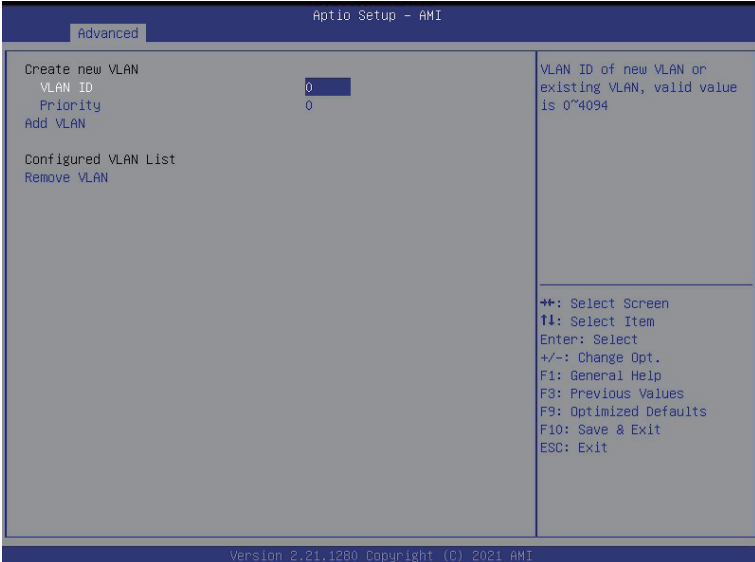 Aptio Setup – AMI
Advanced
Create new VLAN
VLAN ID 0
Priority 0
Add VLAN
Configured VLAN List
Remove VLAN
VLAN ID of new VLAN or
existing VLAN, valid value
is 0~4094
→←: Select Screen
↑↓: Select Item
Enter: Select
+/-: Change Opt.
F1: General Help
F3: Previous Values
F9: Optimized Defaults
F10: Save & Exit
ESC: Exit
Version 2.21.1280 Copyright (C) 2021 AMI